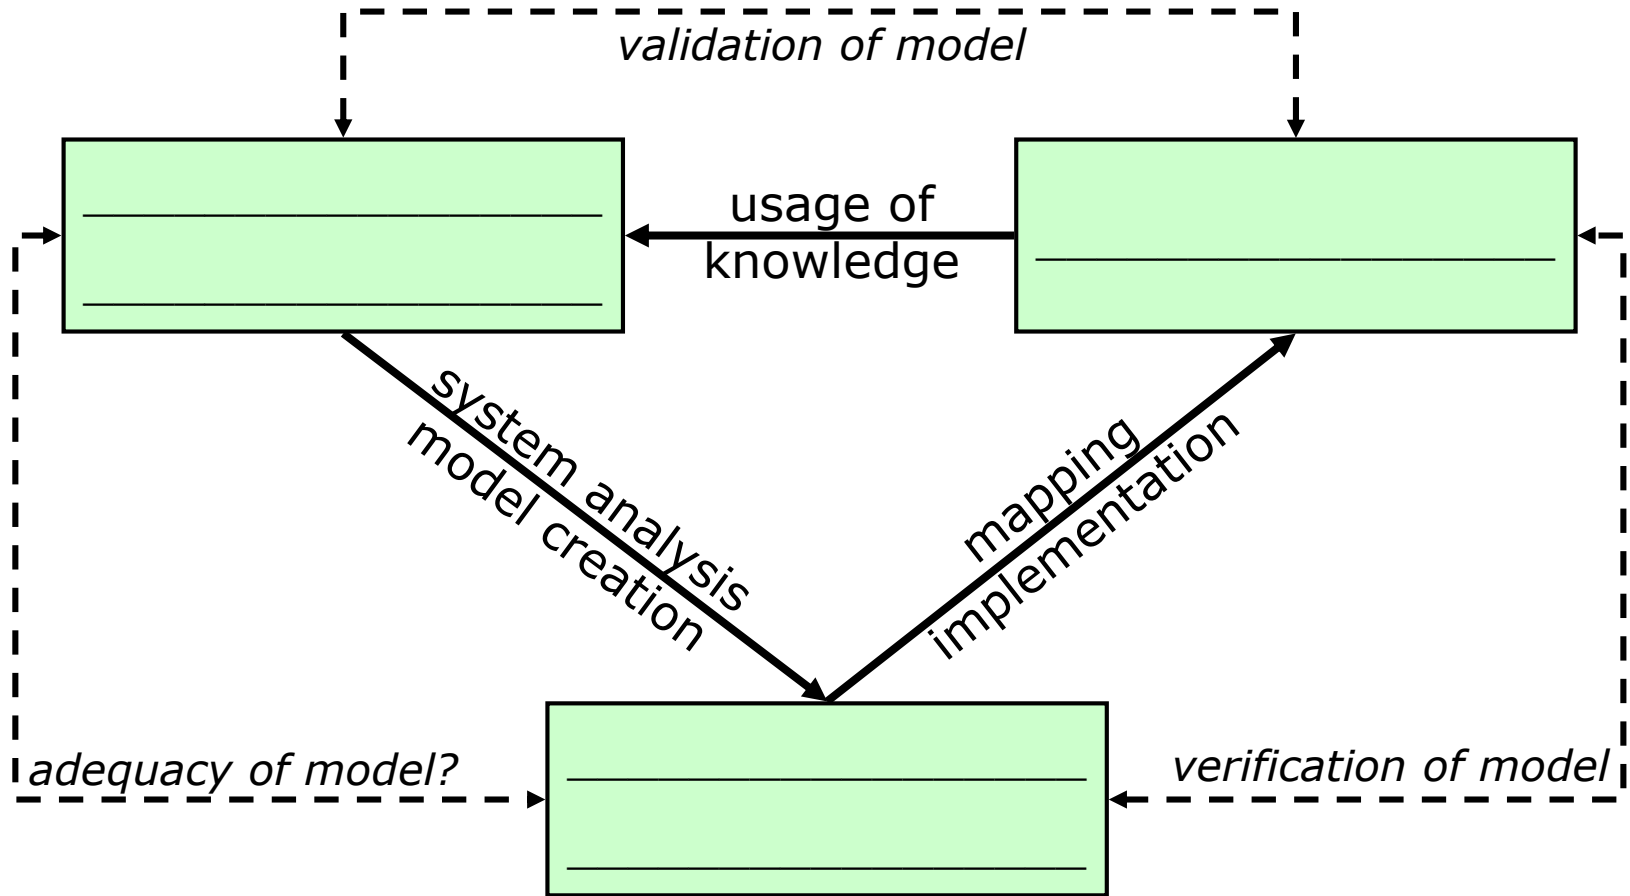 validation of model
usage of
knowledge
system analysis
model creation
mapping
implementation
adequacy of model?
verification of model